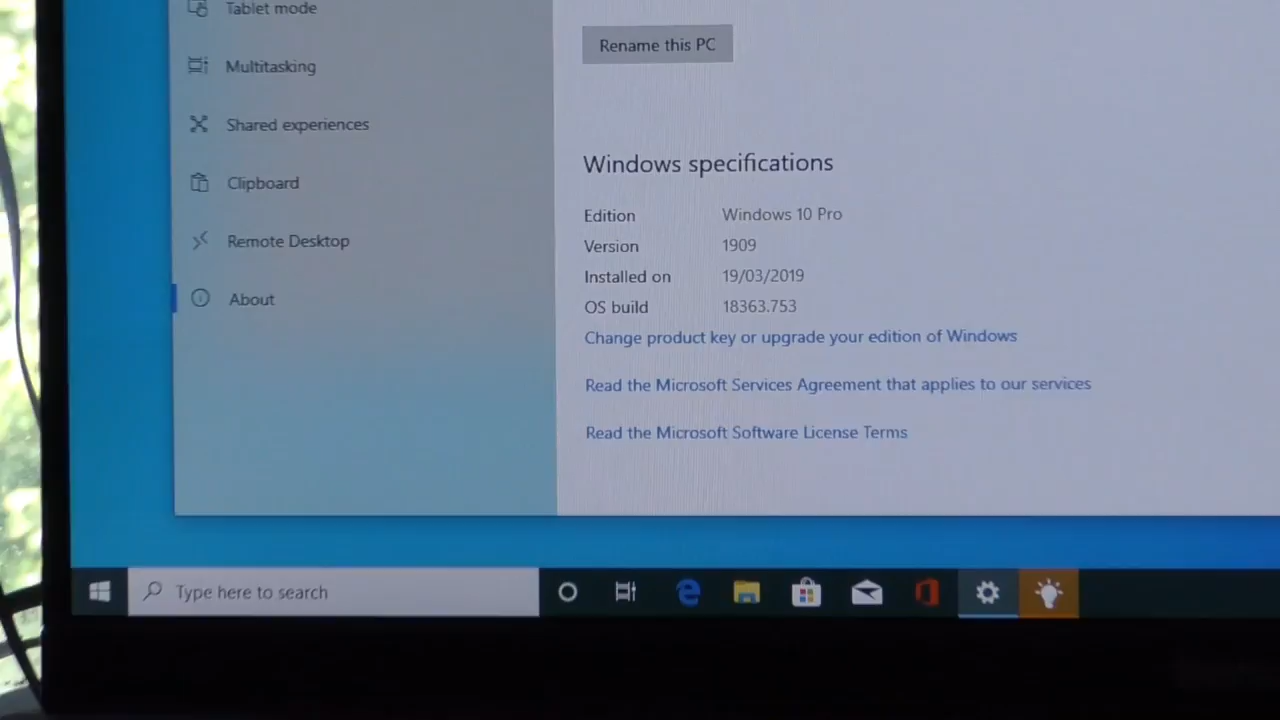 Tablet mode
Rename this PC
Multitasking
Shared experiences
Windows specifications
Clipboard
Edition Windows 10 Pro
Remote Desktop
Version 1909
Installed on 19/03/2019
About
OS build 18363.753
Change product key or upgrade your edition of Windows
Read the Microsoft Services Agreement that applies to our services
Read the Microsoft Software License Terms
Type here to search